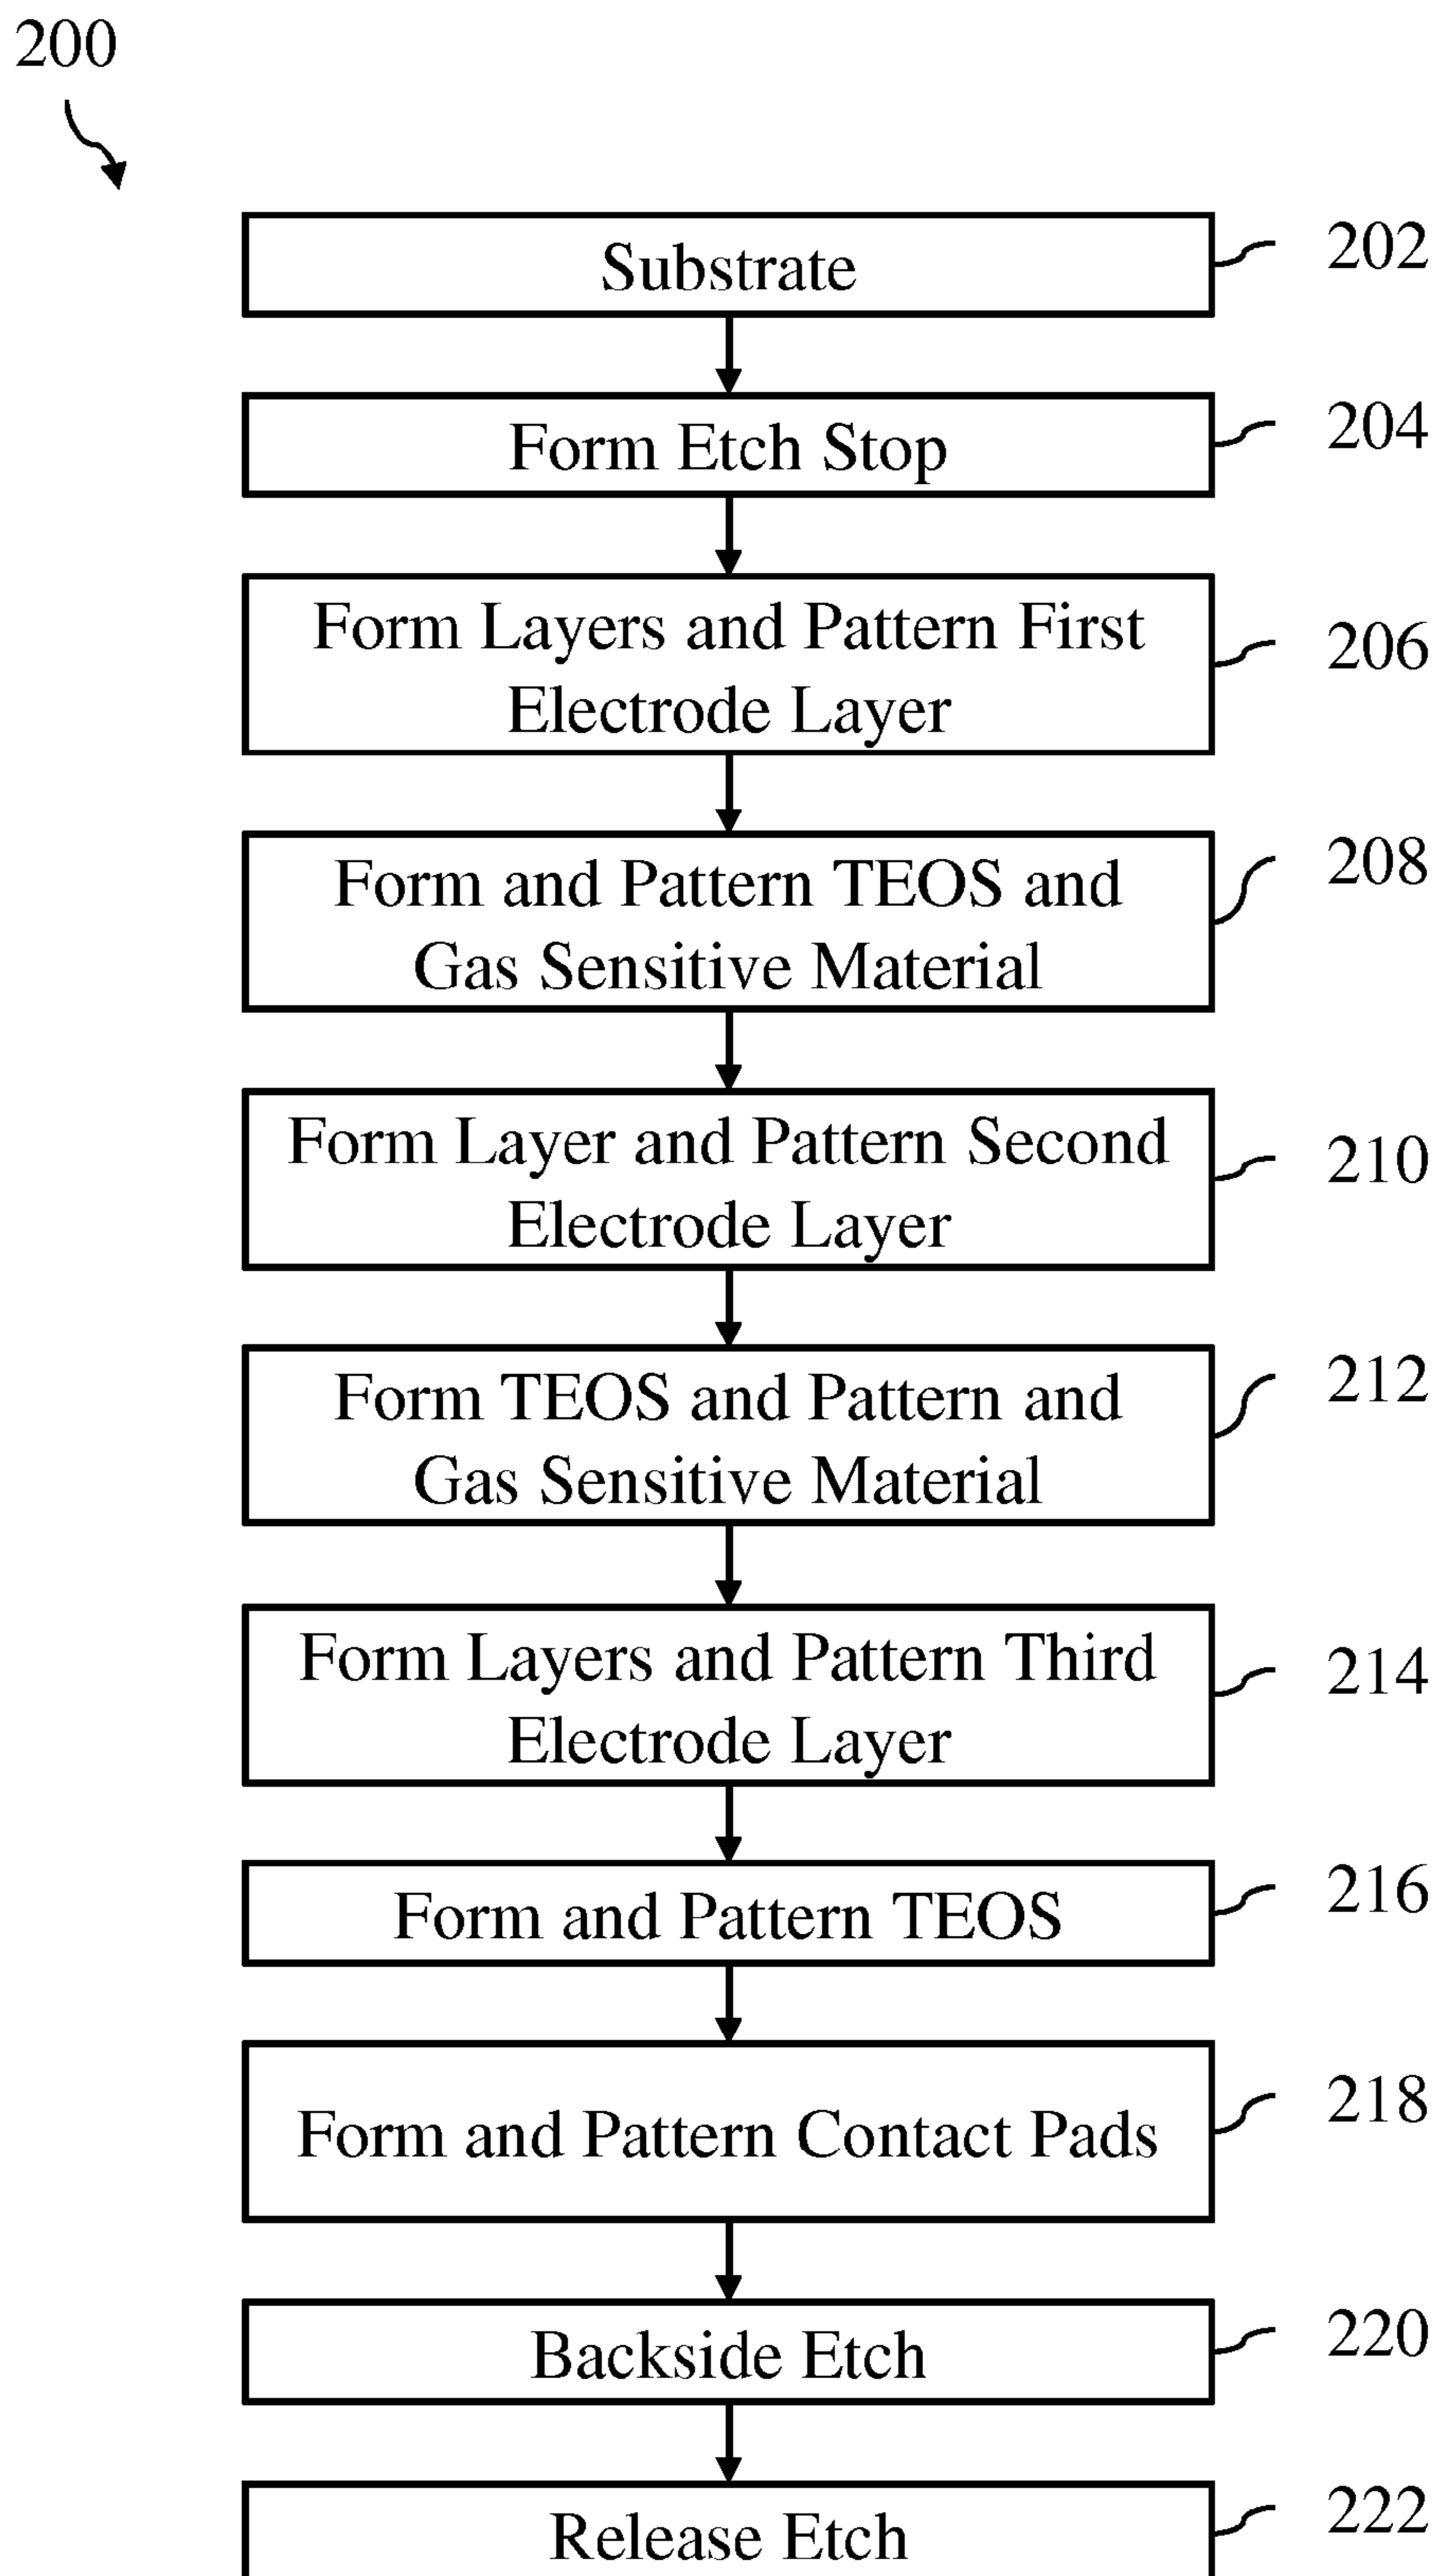 200
Substrate
202
Form Etch Stop
204
Form Layers and Pattern First
Electrode Layer
206
Form and Pattern TEOS and
Gas Sensitive Material
208
Form Layer and Pattern Second
Electrode Layer
210
Form TEOS and Pattern and
Gas Sensitive Material
212
Form Layers and Pattern Third
Electrode Layer
214
Form and Pattern TEOS
216
Form and Pattern Contact Pads
218
Backside Etch
220
Release Etch
222